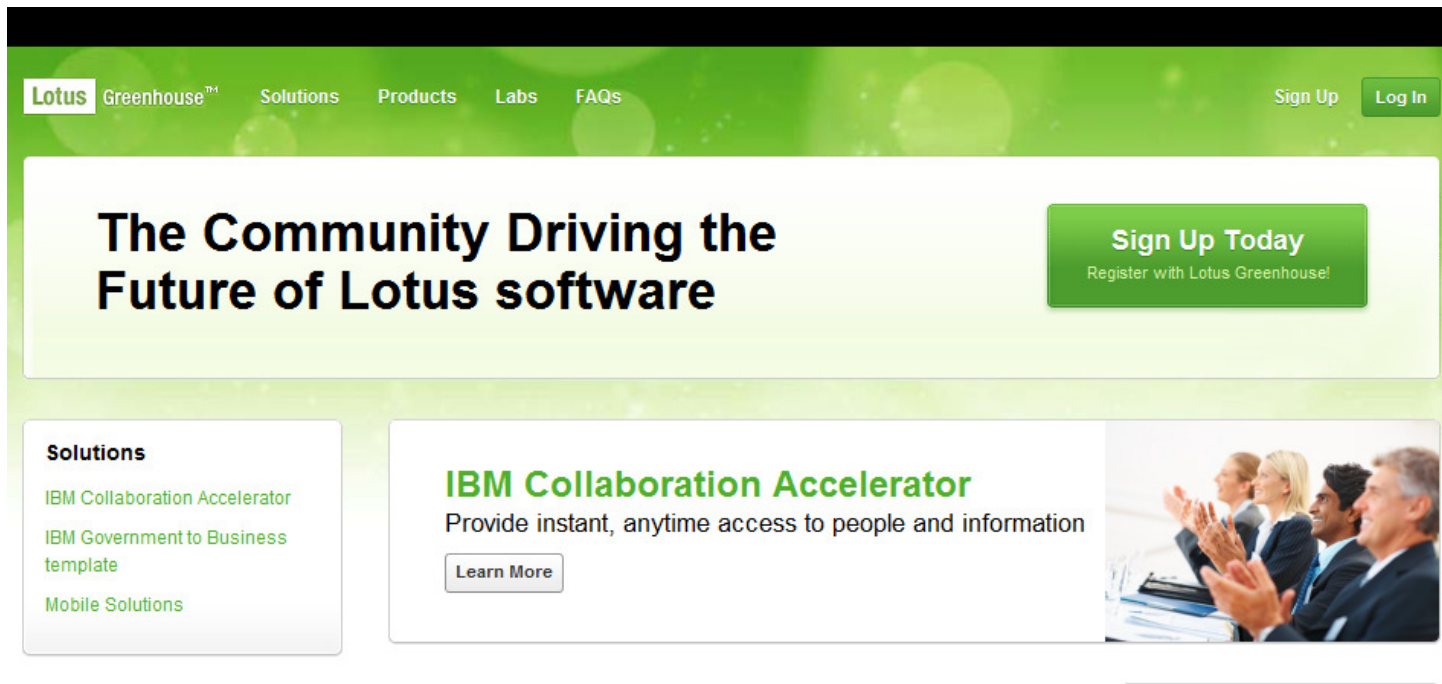 Lotus Greenhouse™ Solutions Products Labs FAQs Sign Up Log In
The Community Driving the
Future of Lotus software
Sign Up Today
Register with Lotus Greenhouse!
Solutions
IBM Collaboration Accelerator
IBM Government to Business
template
Mobile Solutions
IBM Collaboration Accelerator
Provide instant, anytime access to people and information
Learn More